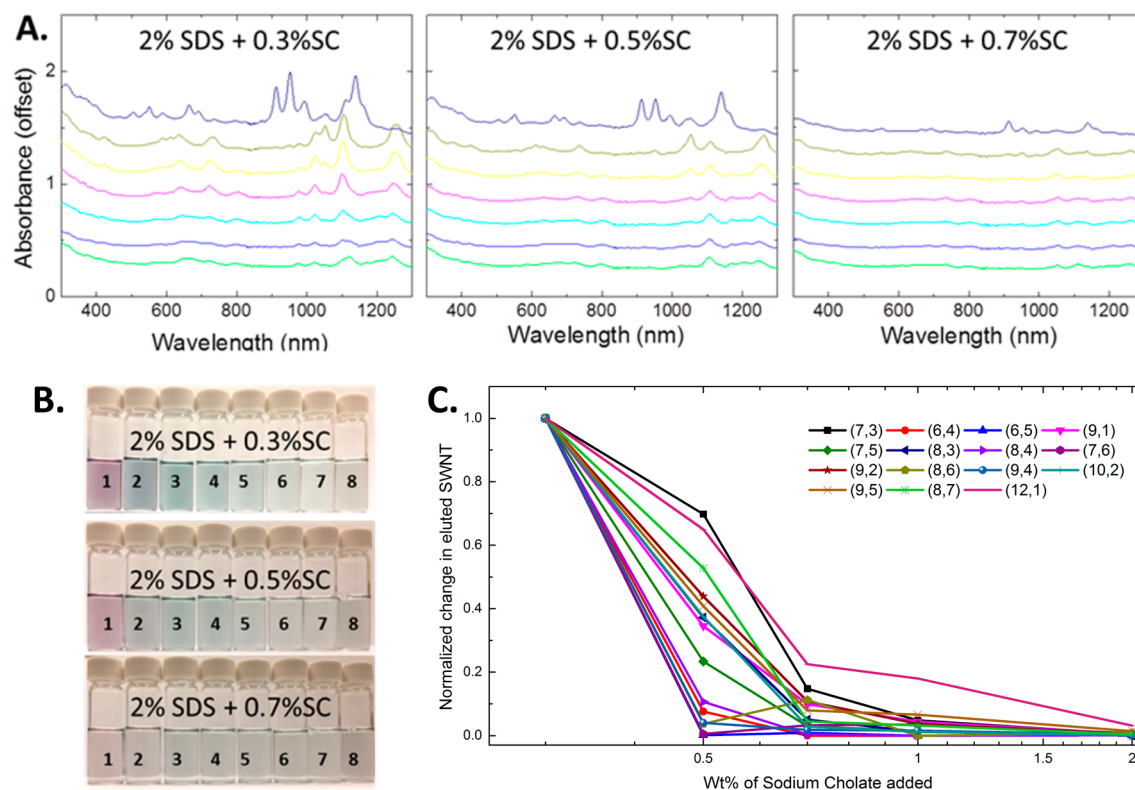 A.
2% SDS + 0.3%SC
2% SDS + 0.5%SC
2% SDS + 0.7%SC
Absorbance (offset)
2
1
0
400 600 800 1000 1200
400 600 800 1000 1200
400 600 800 1000 1200
Wavelength (nm)
Wavelength (nm)
Wavelength (nm)
B.
2% SDS + 0.3%SC
1 2 3 4 5 6 7 8
2% SDS + 0.5%SC
1 2 3 4 5 6 7 8
2% SDS + 0.7%SC
1 2 3 4 5 6 7 8
C.
Normalized change in eluted SWNT
1.0
0.8
0.6
0.4
0.2
0.0
(7,3) (6,4) (6,5) (9,1)
(7,5) (8,3) (8,4) (7,6)
(9,2) (8,6) (9,4) (10,2)
(9,5) (8,7) (12,1)
0.5 1 1.5 2
Wt% of Sodium Cholate added